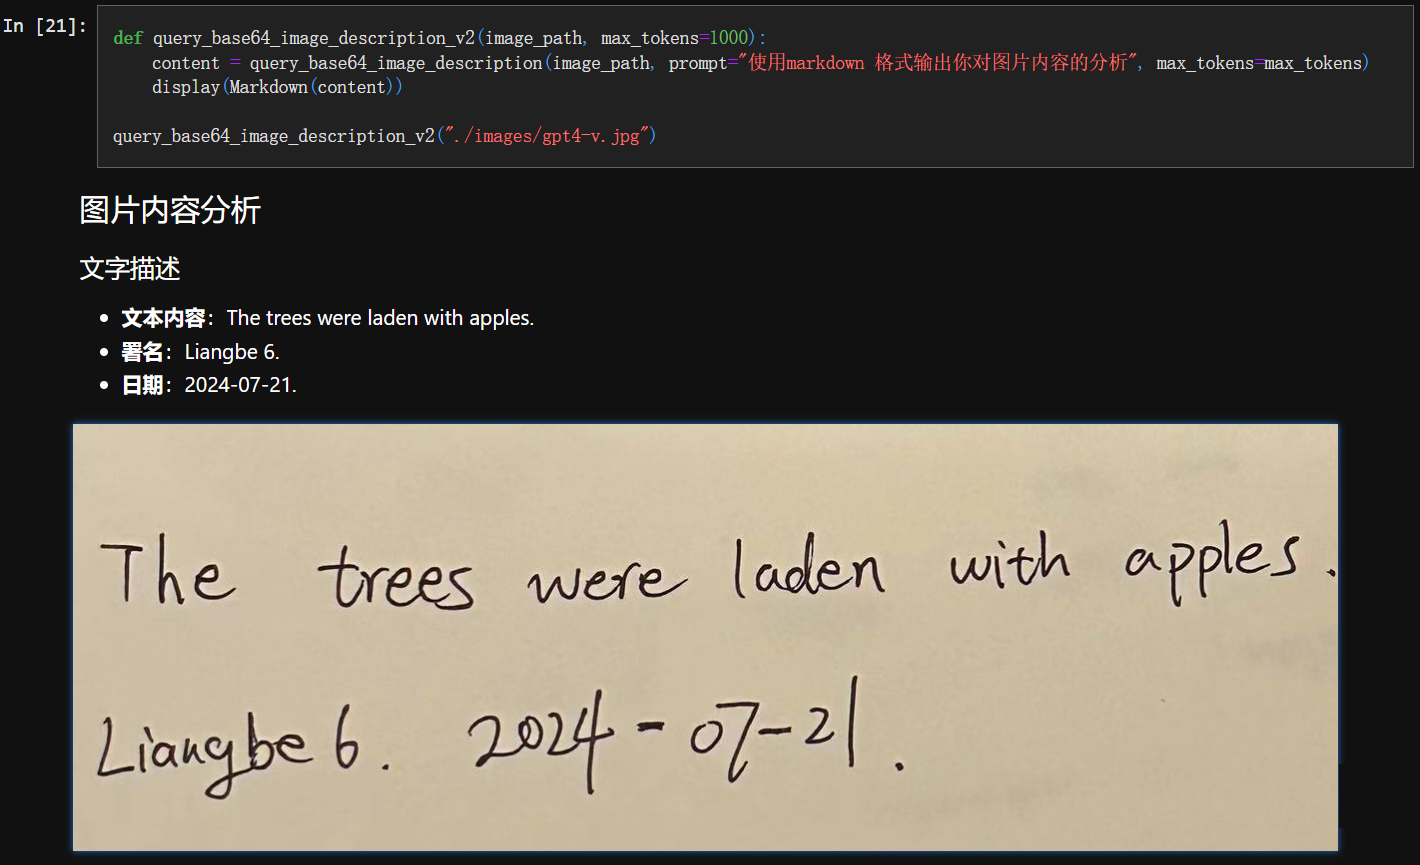 In [21]:
def query_base64_image_description_v2(image_path, max_tokens=1000):
    content = query_base64_image_description(image_path, prompt="使用markdown 格式输出你对图片内容的分析", max_tokens=max_tokens)
    display(Markdown(content))
query_base64_image_description_v2("./images/gpt4-v.jpg")
图片内容分析
文字描述
• 文本内容：The trees were laden with apples.
• 署名：Liangbe 6.
• 日期：2024-07-21.
The trees were laden with apples.
Liangbe 6. 2024-07-21.